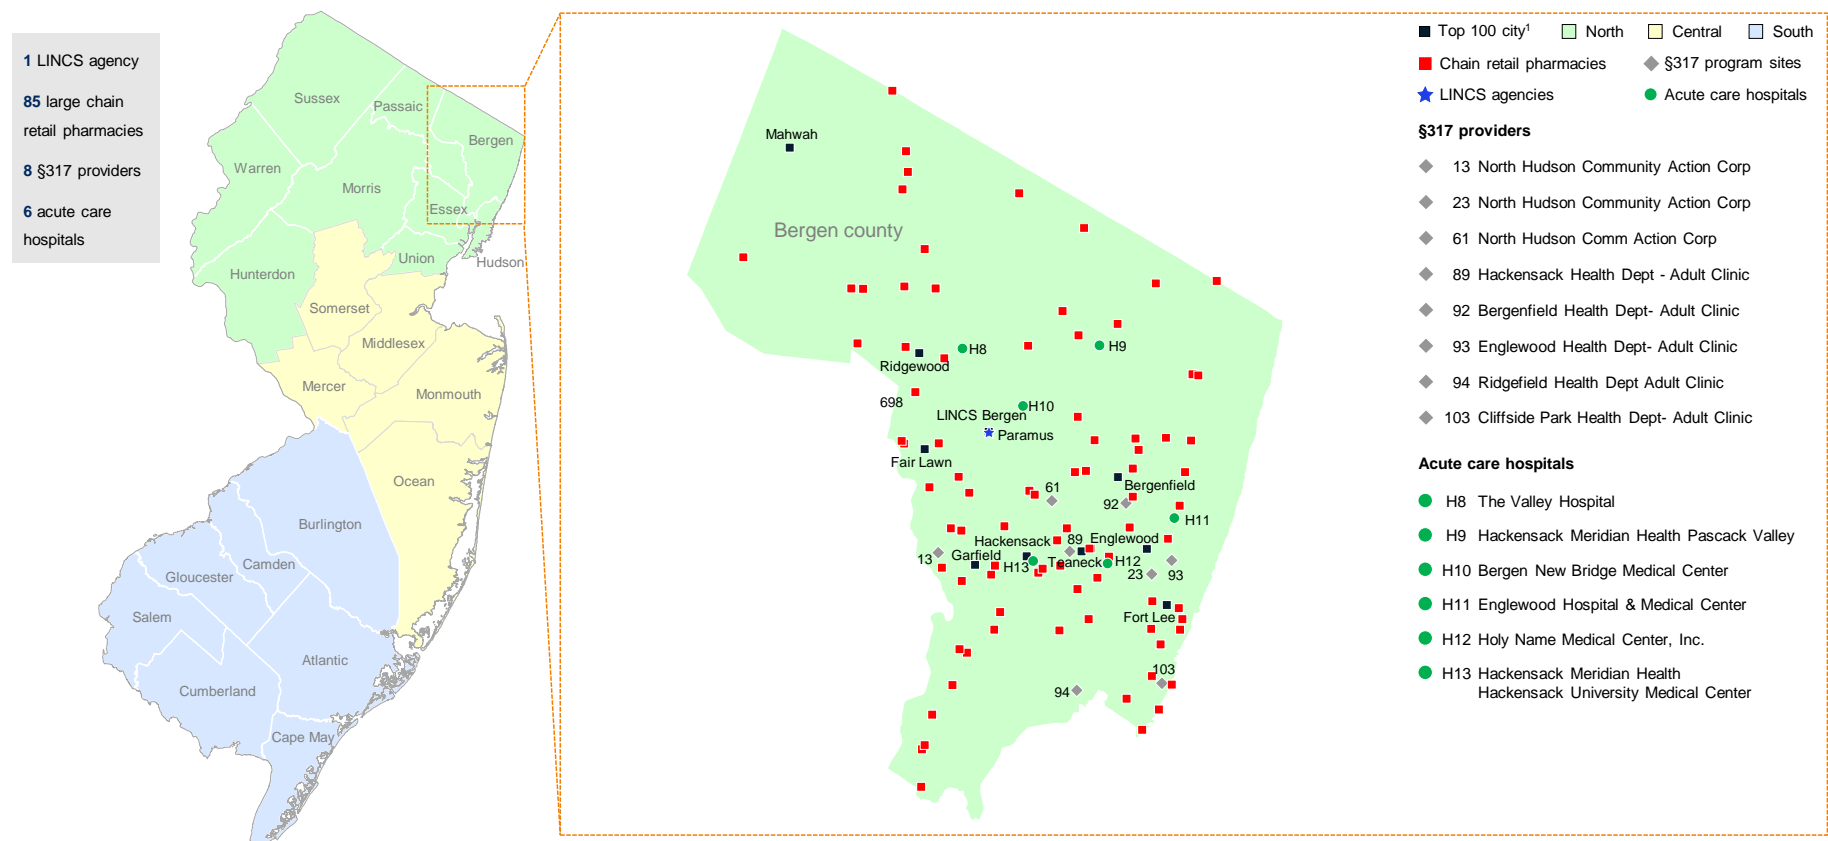 1 LINCS agency
85 large chain
retail pharmacies
8 §317 providers
6 acute care
hospitals
Sussex
Passaic
Bergen
Warren
Morris
Essex
Hudson
Union
Hunterdon
Somerset
Middlesex
Mercer
Monmouth
Ocean
Burlington
Camden
Gloucester
Salem
Atlantic
Cumberland
Cape May
Mahwah
Bergen county
H8
H9
Ridgewood
698
H10
LINCS Bergen
Paramus
Fair Lawn
61
Bergenfield
92
H11
Hackensack
89
Englewood
13
Garfield
H13
Teaneck
H12
23
93
Fort Lee
103
94
Top 100 city1
North
Central
South
Chain retail pharmacies
§317 program sites
LINCS agencies
Acute care hospitals
§317 providers
13 North Hudson Community Action Corp
23 North Hudson Community Action Corp
61 North Hudson Comm Action Corp
89 Hackensack Health Dept - Adult Clinic
92 Bergenfield Health Dept- Adult Clinic
93 Englewood Health Dept- Adult Clinic
94 Ridgefield Health Dept Adult Clinic
103 Cliffside Park Health Dept- Adult Clinic
Acute care hospitals
H8 The Valley Hospital
H9 Hackensack Meridian Health Pascack Valley
H10 Bergen New Bridge Medical Center
H11 Englewood Hospital & Medical Center
H12 Holy Name Medical Center, Inc.
H13 Hackensack Meridian Health
Hackensack University Medical Center